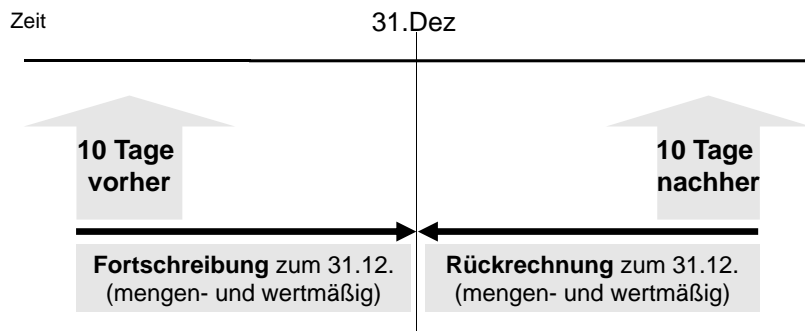 Zeit
31.Dez
10 Tage
vorher
10 Tage
nachher
Fortschreibung zum 31.12.
(mengen- und wertmäßig)
Rückrechnung zum 31.12.
(mengen- und wertmäßig)